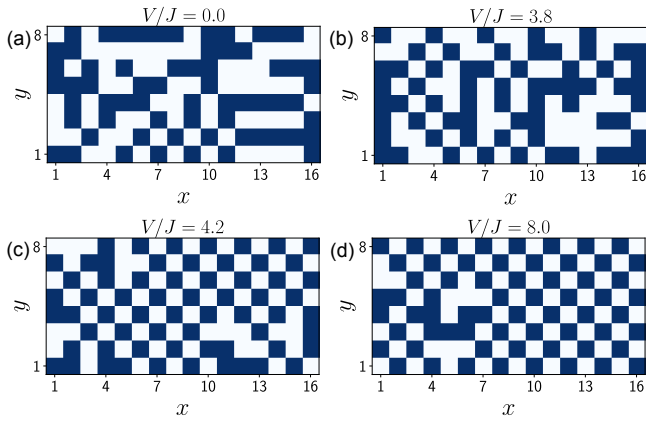 V/J = 0.0
(a)
y
8
1
1 4 7 10 13 16
x
V/J = 3.8
(b)
y
8
1
1 4 7 10 13 16
x
V/J = 4.2
(c)
y
8
1
1 4 7 10 13 16
x
V/J = 8.0
(d)
y
8
1
1 4 7 10 13 16
x